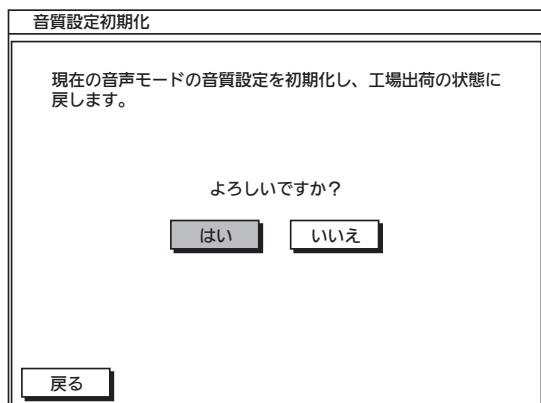 音質設定初期化
現在の音声モードの音質設定を初期化し、工場出荷の状態に
戻します。
よろしいですか？
はい
いいえ
戻る